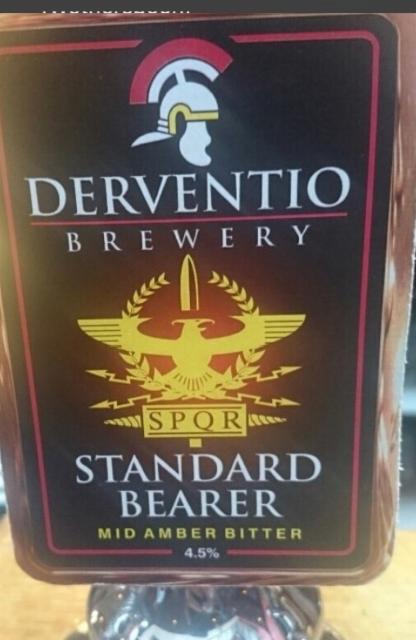 DERVENTIO
BREWERY
SPQR
STANDARD
BEARER
MID AMBER BITTER
4.5%